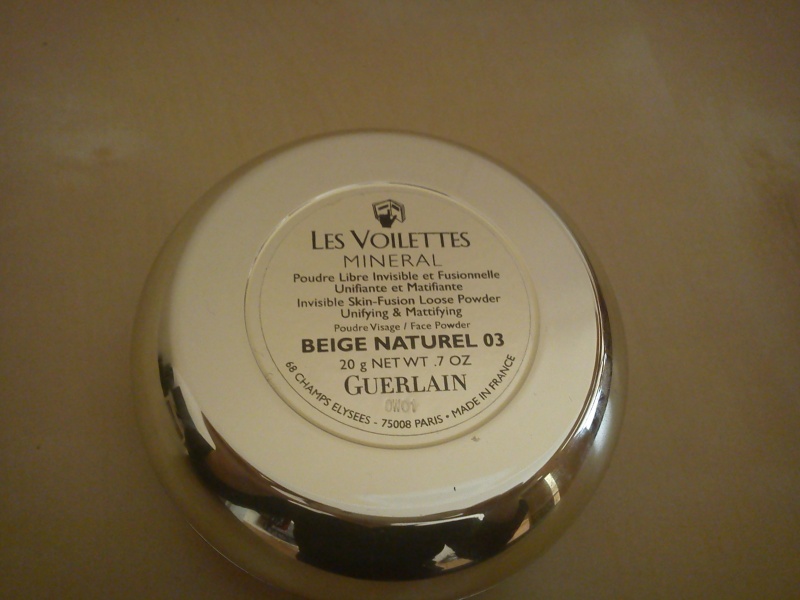 LES VOILETTES
MINERAL
Poudre Libre Invisible et Fusionnelle
Unifiante et Matifiante
Invisible Skin-Fusion Loose Powder
Unifying & Mattifying
Poudre Visage / Face Powder
BEIGE NATUREL 03
20 g NET WT .7 OZ
GUERLAIN
68 CHAMPS ELYSEES - 75008 PARIS • MADE IN FRANCE